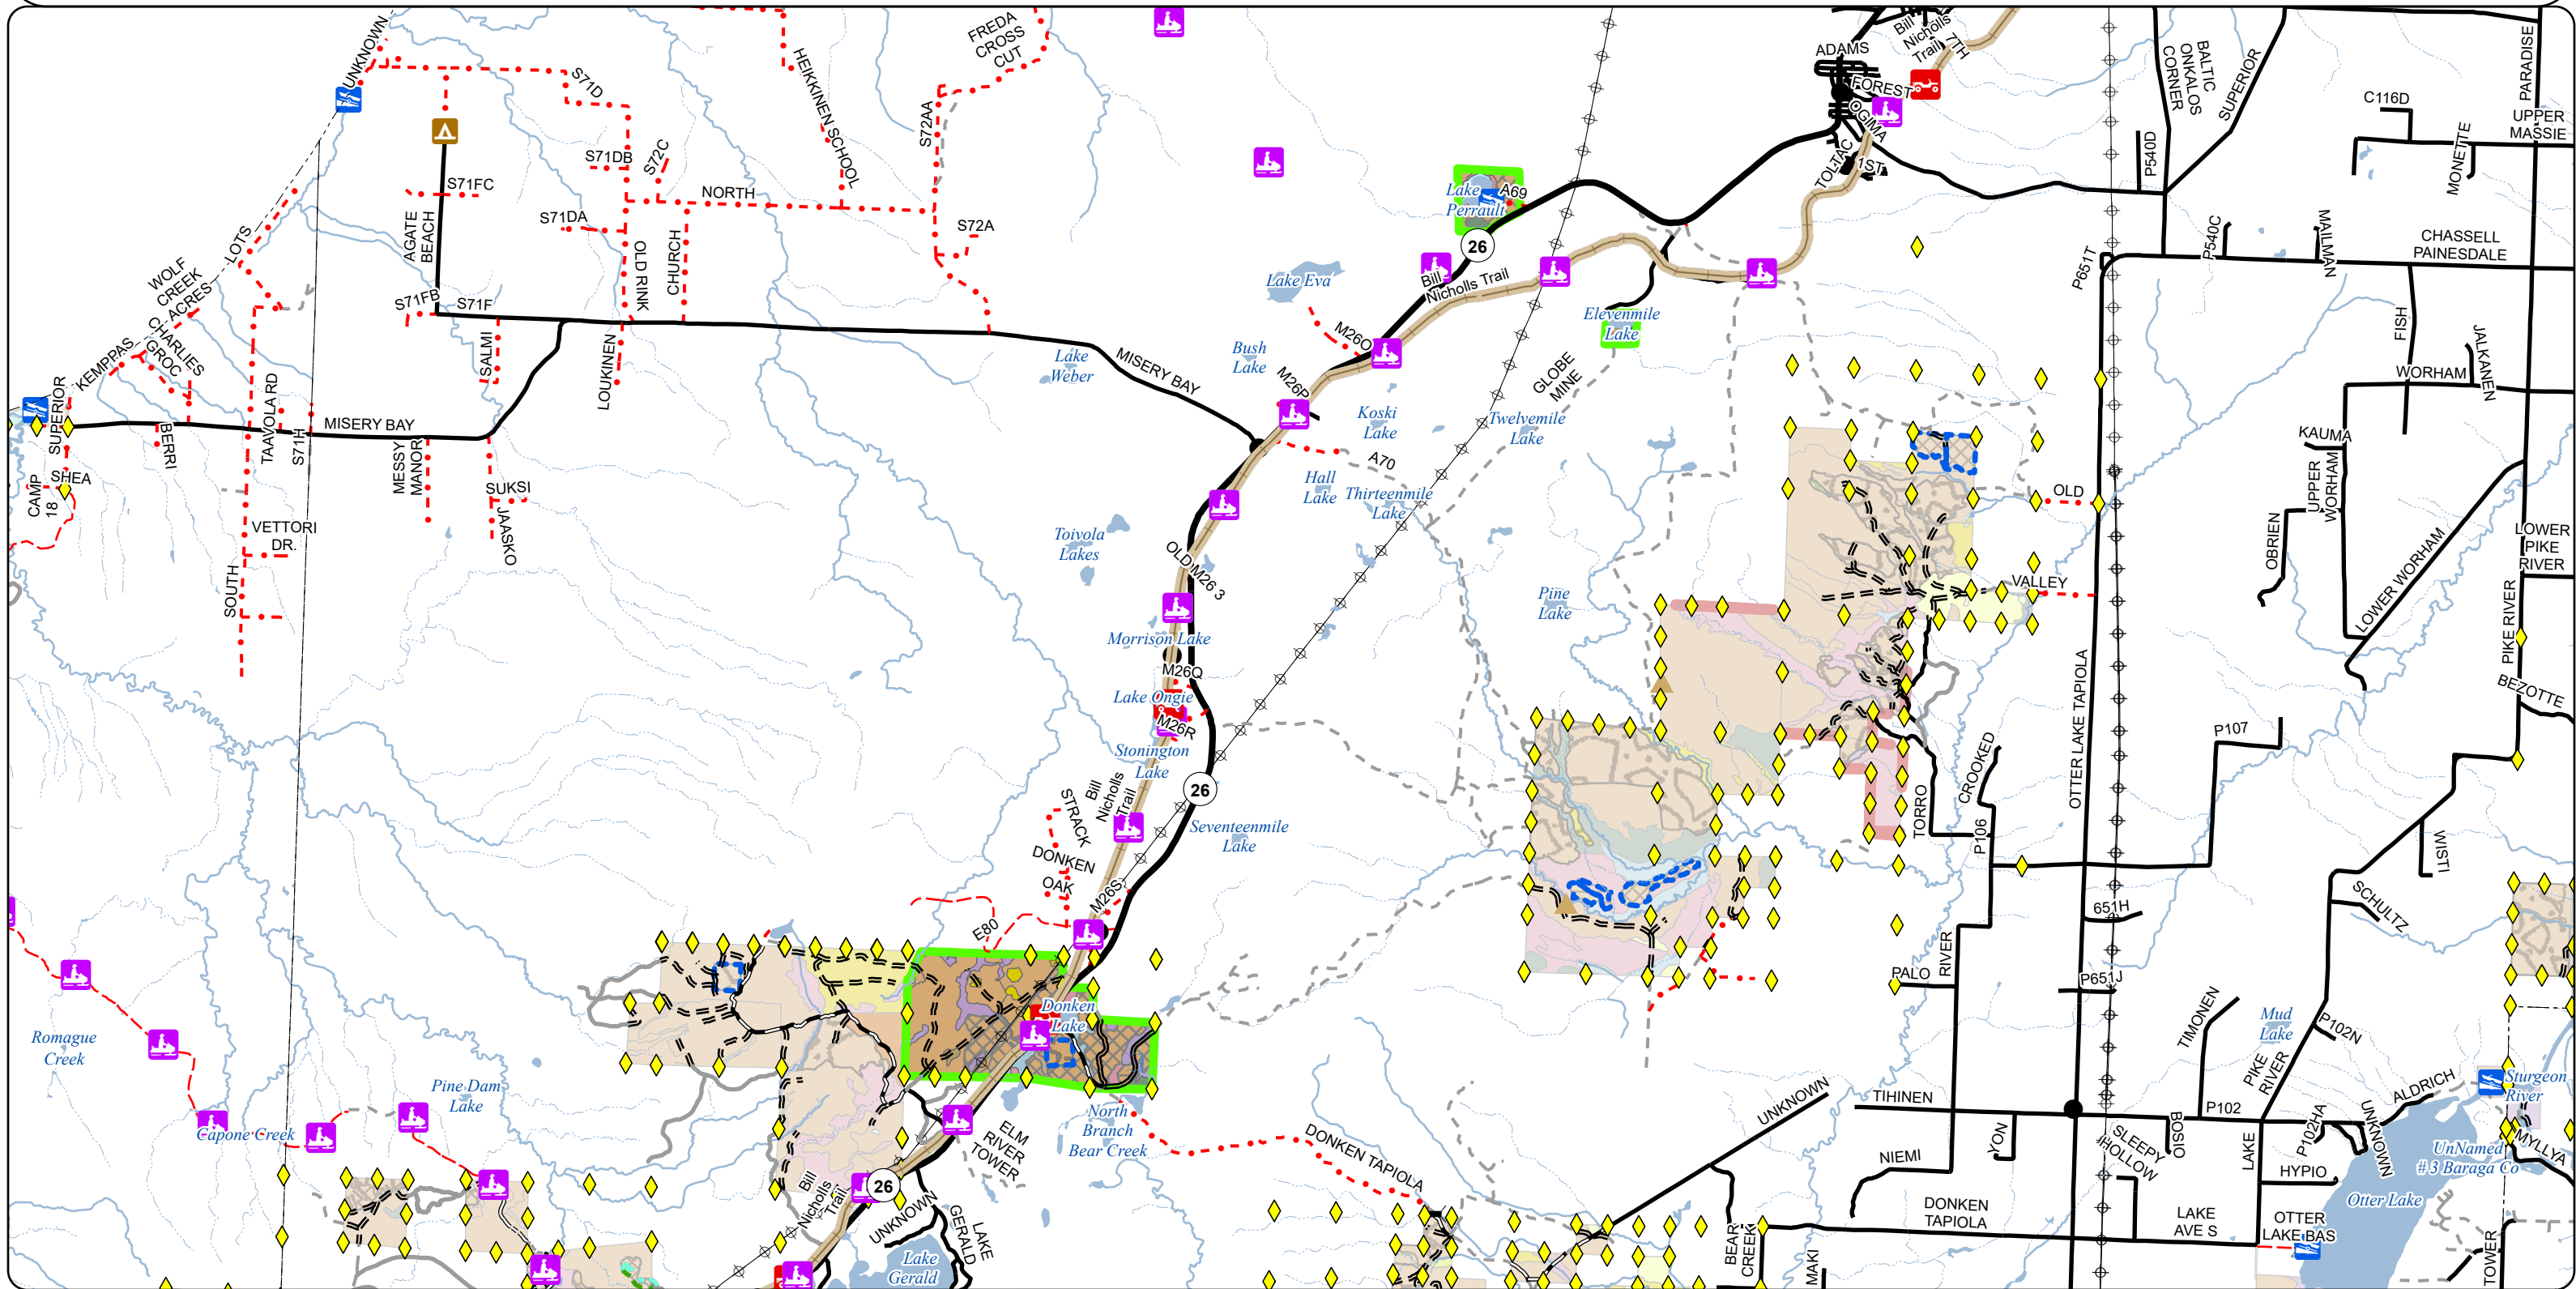 UNKNOWN
S71D
HEIKKINEN SCHOOL
FREDA
CROSS
CUT
S72AA
ADAMS
Bill
Nicholls
Trail
7TH
FOREST
OGIMA
TOLTAC
1ST
BALTIC
ONKALOS
CORNER
SUPERIOR
PARADISE
C116D
UPPER
MASSIE
MONETTE
P540D
S71DB
S72C
S71FC
NORTH
S71DA
S72A
AGATE
BEACH
OLD RINK
CHURCH
LOTS
WOLF
CREEK
ACRES
S71FB
S71F
Lake
Perrault
A69
26
Bill
Nicholls Trail
Lake Eva
Elevenmile
Lake
P651T
P540C
MAILMAN
CHASSELL
PAINESDALE
KEMPPAS
CHARLIES
GROC
SALMI
LOUKINEN
Lake
Weber
MISERY BAY
Bush
Lake
M26O
M26P
GLOBE
MINE
FISH
JALKANEN
WORHAM
SUPERIOR
BERRI
TAAVOLA RD
S71H
MISERY BAY
MESSY
MANOR
Koski
Lake
Twelvemile
Lake
A70
KAUMA
UPPER
WORHAM
SHEA
CAMP
18
SUKSI
JAASKO
Hall
Lake
Thirteenmile
Lake
OLD
VETTORI
DR.
SOUTH
Toivola
Lakes
OLD M26 3
OBRIEN
LOWER WORHAM
LOWER
PIKE
RIVER
VALLEY
Pine
Lake
Morrison Lake
M26Q
Lake Ongie
M26R
Stonington
Lake
OTTER LAKE TAPIOLA
PIKE RIVER
BEZOTTE
P107
CROOKED
TORRO
P106
Bill
Nicholls
Trail
26
STRACK
Seventeenmile
Lake
DONKEN
OAK
M26S
WISTI
SCHULTZ
651H
E80
RIVER
PALO
P651J
Donken
Lake
TIMONEN
Mud
Lake
P102N
PIKE
RIVER
Romague
Creek
Pine Dam
Lake
Capone Creek
North
Branch
Bear Creek
ELM
RIVER
TOWER
UNKNOWN
TIHINEN
P102
ALDRICH
Sturgeon
River
DONKEN TAPIOLA
YON
SLEEPY
HOLLOW
BOISO
P102HA
UNKNOWN
MYLLYA
NIEMI
LAKE
HYPIO
UnNamed
# 3 Baraga Co
Bill
Nicholls
Trail
26
UNKNOWN
LAKE
GERALD
Lake
Gerald
BEAR
CREEK
MAKI
DONKEN
TAPIOLA
LAKE
AVE S
OTTER
LAKE BAS
Otter Lake
TOWER